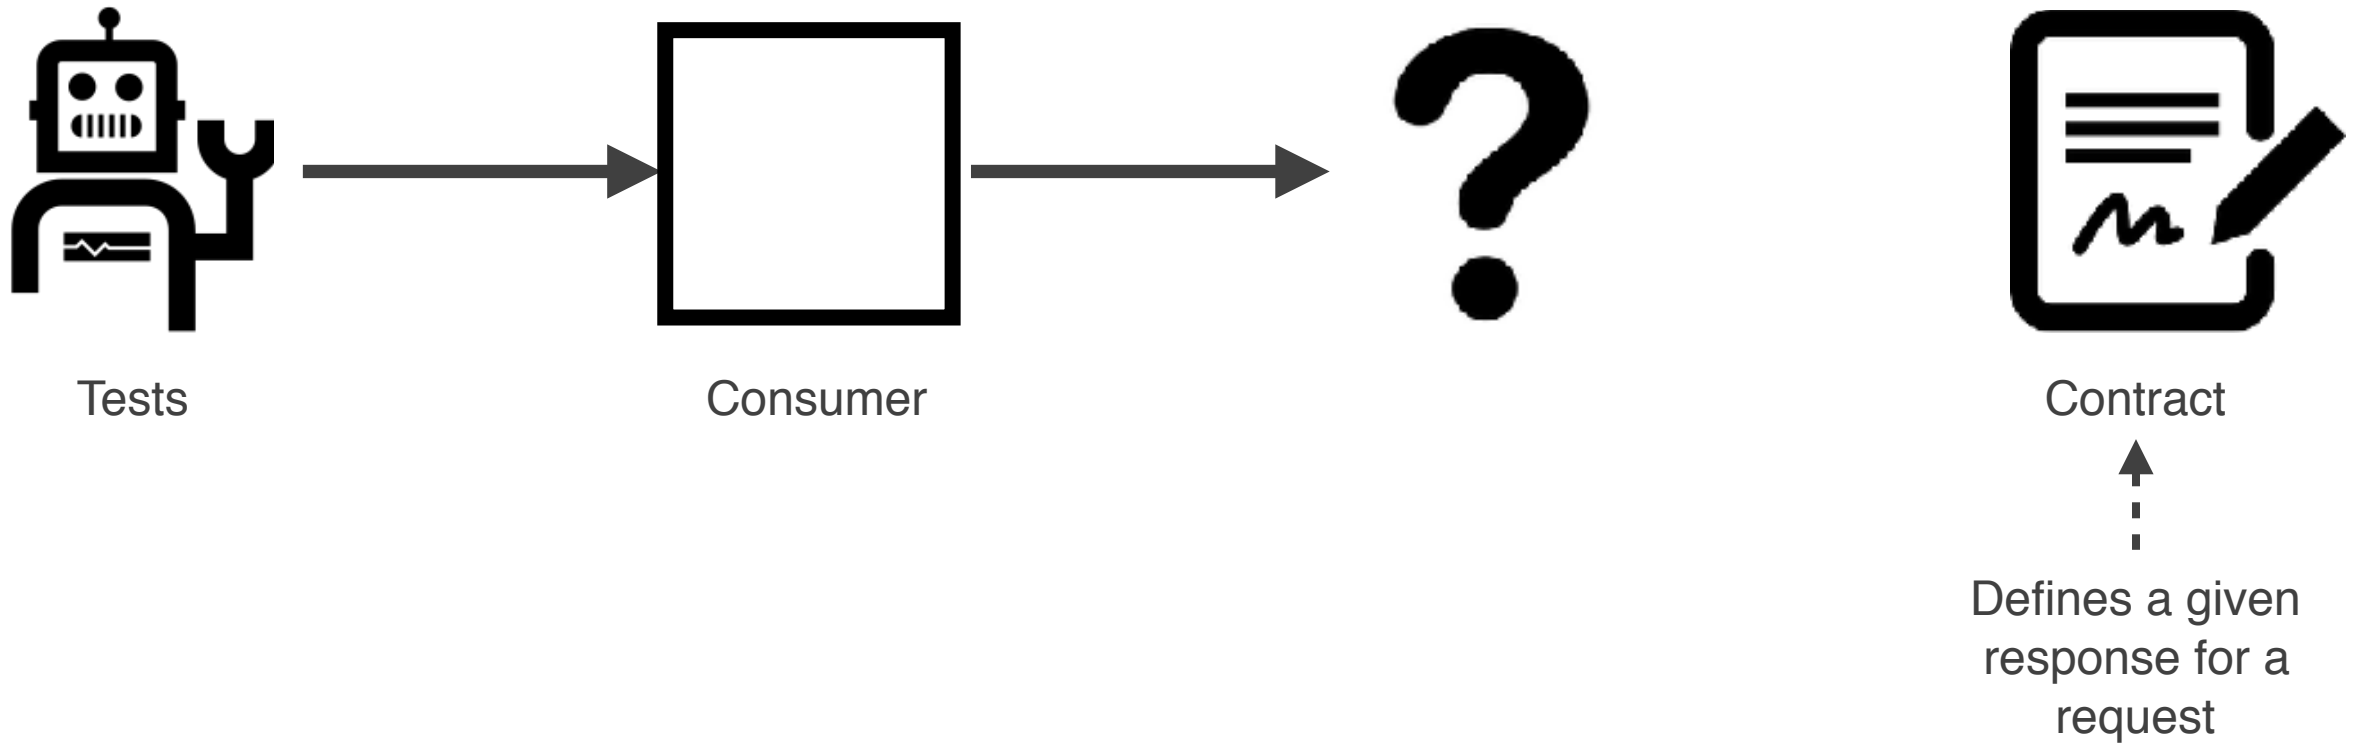 Tests
Consumer
Contract
Defines a given
response for a
request